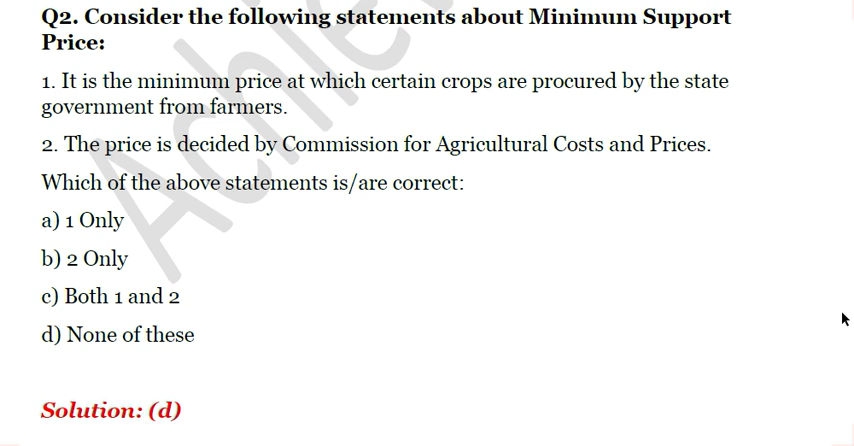 Q2. Consider the following statements about Minimum Support
Price:
1. It is the minimum price at which certain crops are procured by the state
government from farmers.
2. The price is decided by Commission for Agricultural Costs and Prices.
Which of the above statements is/are correct:
a) 1 Only
b) 2 Only
c) Both 1 and 2
d) None of these
Solution: (d)